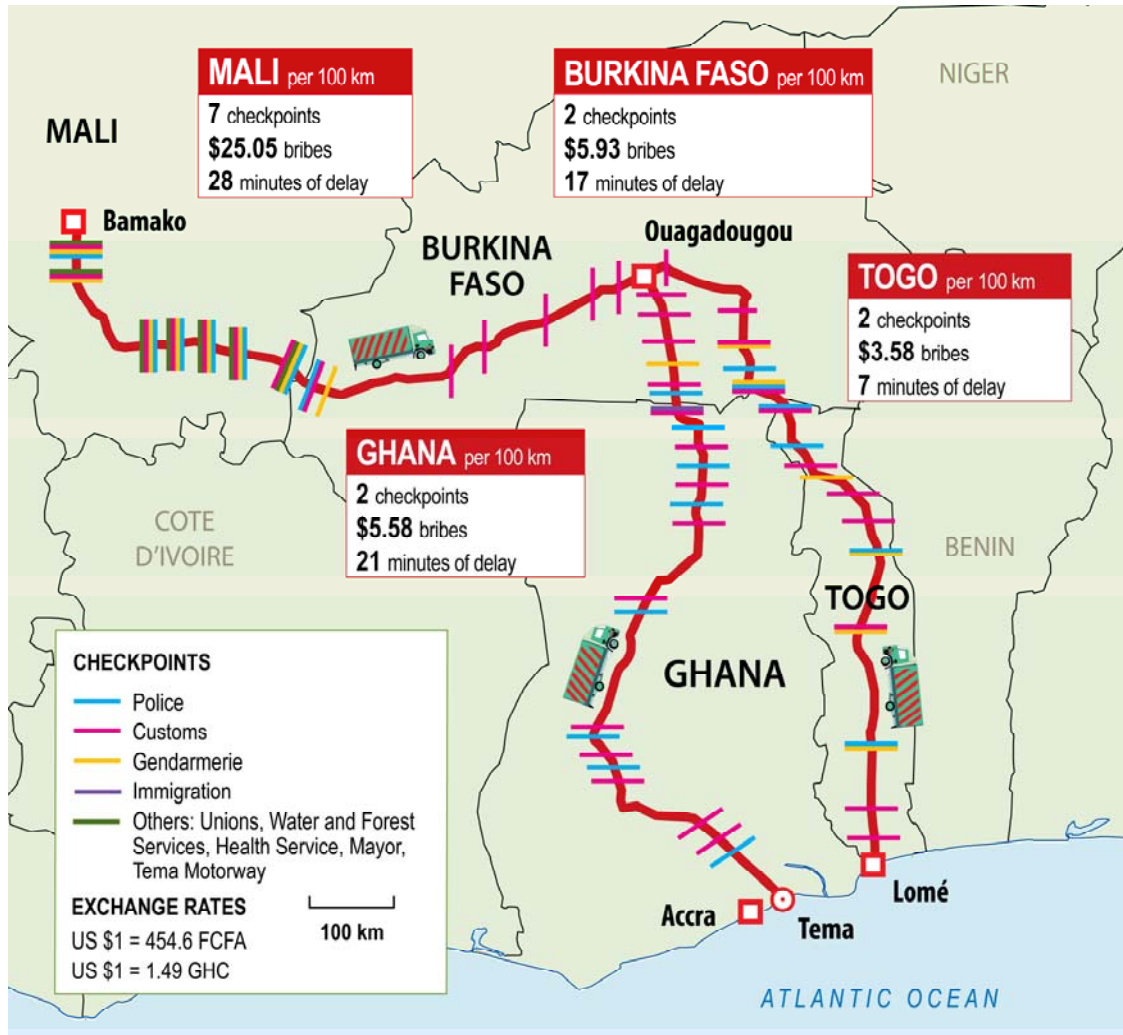 MALI per 100 km
7 checkpoints
$25.05 bribes
28 minutes of delay
BURKINA FASO per 100 km
2 checkpoints
$5.93 bribes
17 minutes of delay
NIGER
MALI
Bamako
BURKINA
FASO
Ouagadougou
TOGO per 100 km
2 checkpoints
$3.58 bribes
7 minutes of delay
GHANA per 100 km
2 checkpoints
$5.58 bribes
21 minutes of delay
COTE
D'IVOIRE
BENIN
TOGO
GHANA
CHECKPOINTS
Police
Customs
Gendarmerie
Immigration
Others: Unions, Water and Forest
Services, Health Service, Mayor,
Tema Motorway
EXCHANGE RATES
US $1 = 454.6 FCFA
US $1 = 1.49 GHC
100 km
Accra
Tema
Lomé
ATLANTIC OCEAN